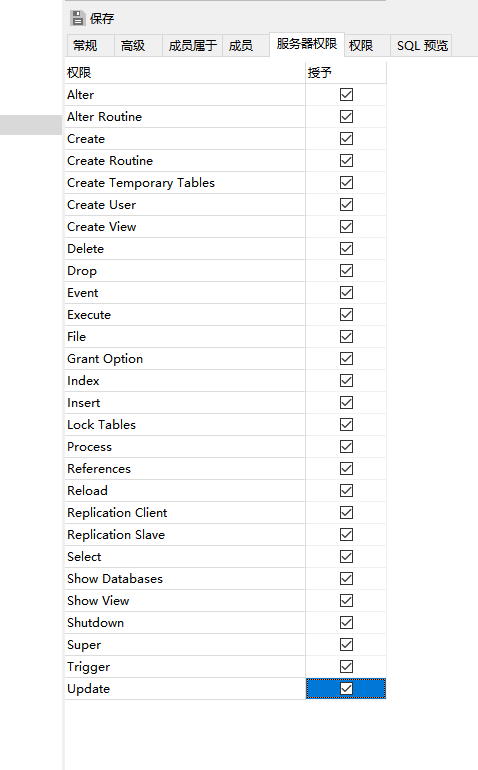 保存
常规 高级 成员属于 成员 服务器权限 权限 SQL 预览
权限 授予
Alter
Alter Routine
Create
Create Routine
Create Temporary Tables
Create User
Create View
Delete
Drop
Event
Execute
File
Grant Option
Index
Insert
Lock Tables
Process
References
Reload
Replication Client
Replication Slave
Select
Show Databases
Show View
Shutdown
Super
Trigger
Update